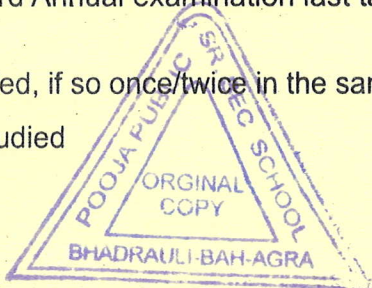 rd Annual examination last ta
ed, if so once/twice in the sam
udied
POOJA PUBLIC SR SEC SCHOOL
ORGINAL
COPY
BHADRAULI-BAH-AGRA